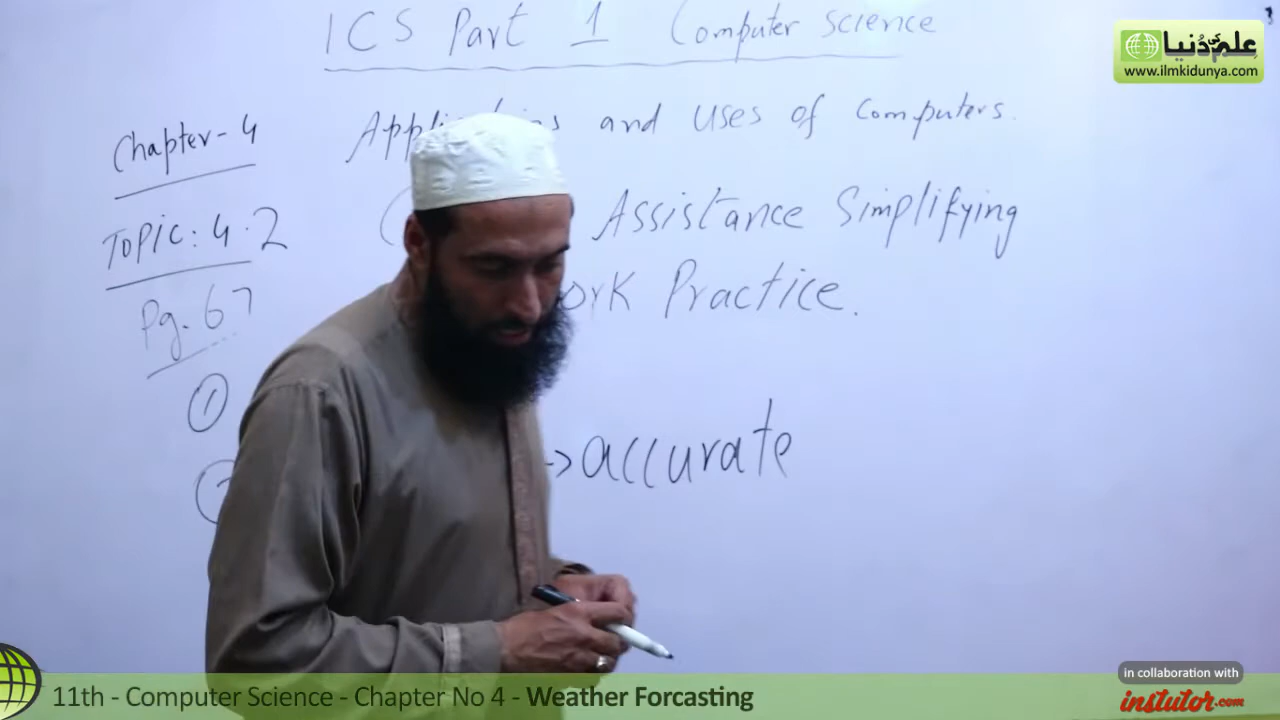 ICS Part 1 Computer Science
علم کی دنیا
www.ilmkidunya.com
Chapter-4
and Uses of Computers.
Topic: 4.2
Assistance Simplifying
Practice.
Pg. 67
①
→ accurate
in collaboration with
instutor.com
11th - Computer Science - Chapter No 4 - Weather Forcasting